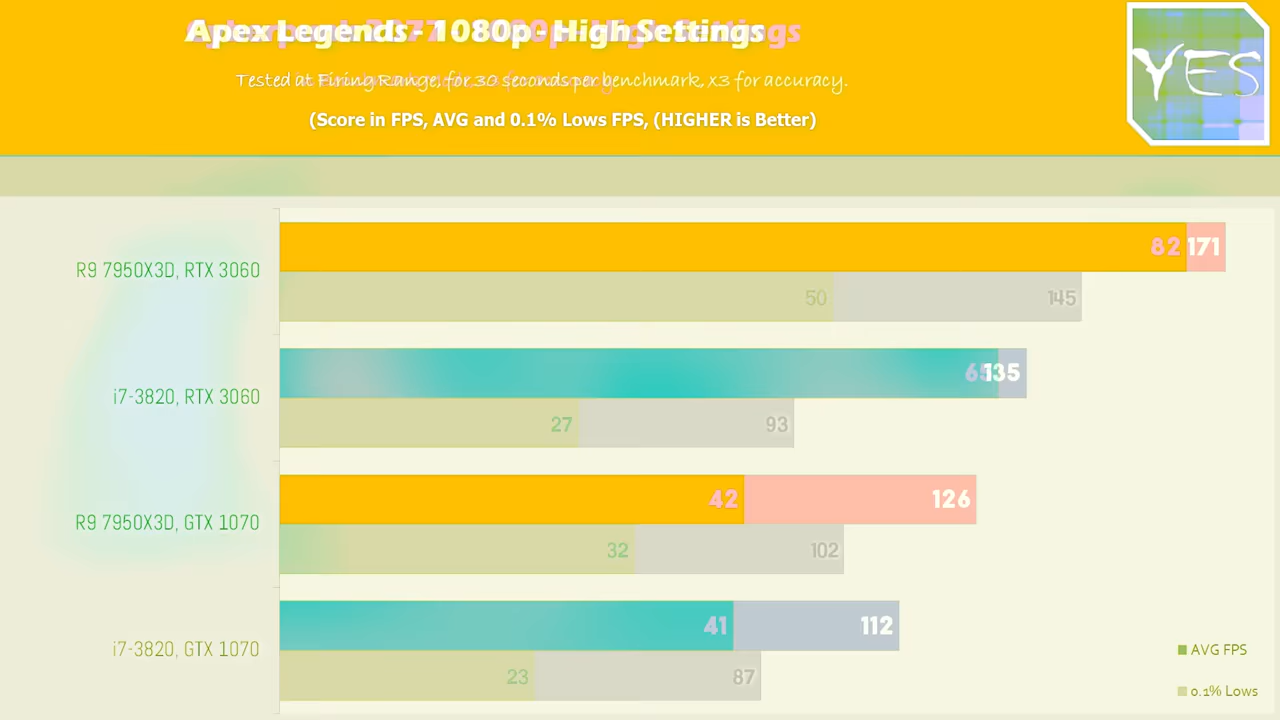 Apex Legends - 1080p - High Settings
Tested at Firing Range, for 30 seconds per benchmark, x3 for accuracy.
(Score in FPS, AVG and 0.1% Lows FPS, (HIGHER is Better)
YES
R9 7950X3D, RTX 3060
82 171
50 145
i7-3820, RTX 3060
135
27 93
R9 7950X3D, GTX 1070
42 126
32 102
i7-3820, GTX 1070
41 112
23 87
AVG FPS
0.1% Lows